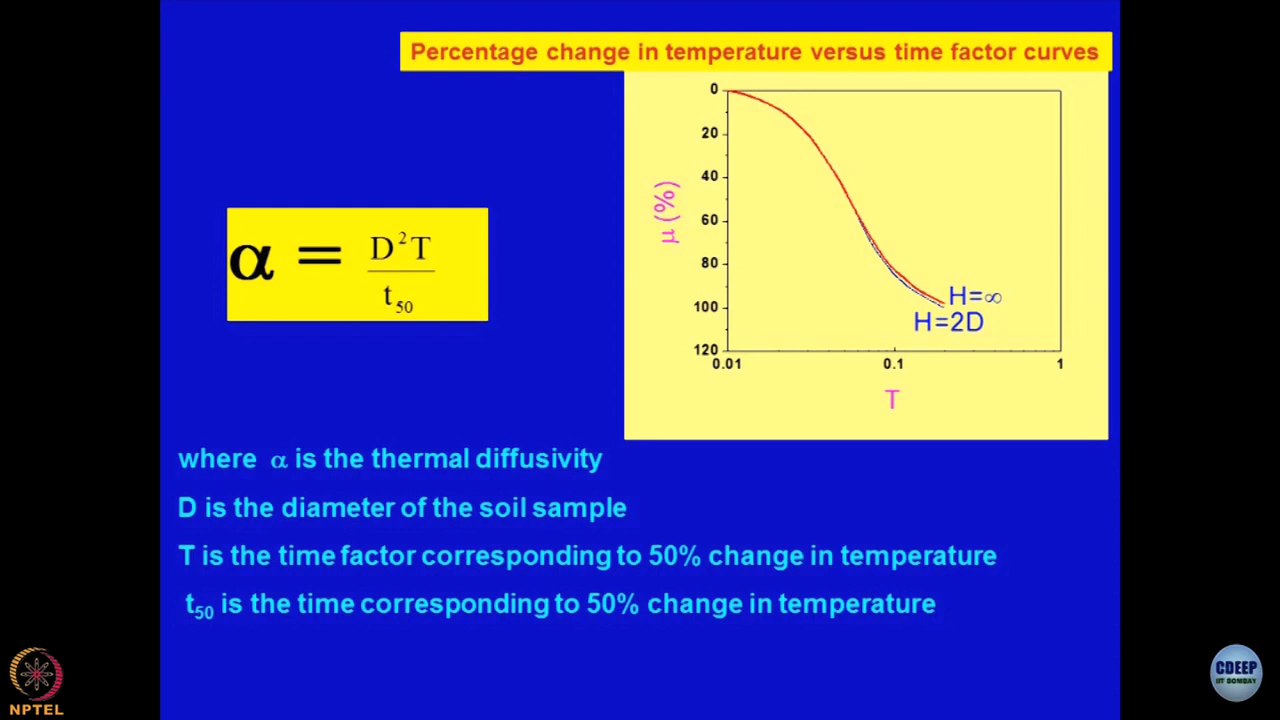 Percentage change in temperature versus time factor curves
α = D²T / t₅₀
0
20
40
60
80
100
120
μ (%)
H=∞
H=2D
0.01 0.1 1
T
where α is the thermal diffusivity
D is the diameter of the soil sample
T is the time factor corresponding to 50% change in temperature
t₅₀ is the time corresponding to 50% change in temperature
NPTEL
CDEEP
IIT BOMBAY